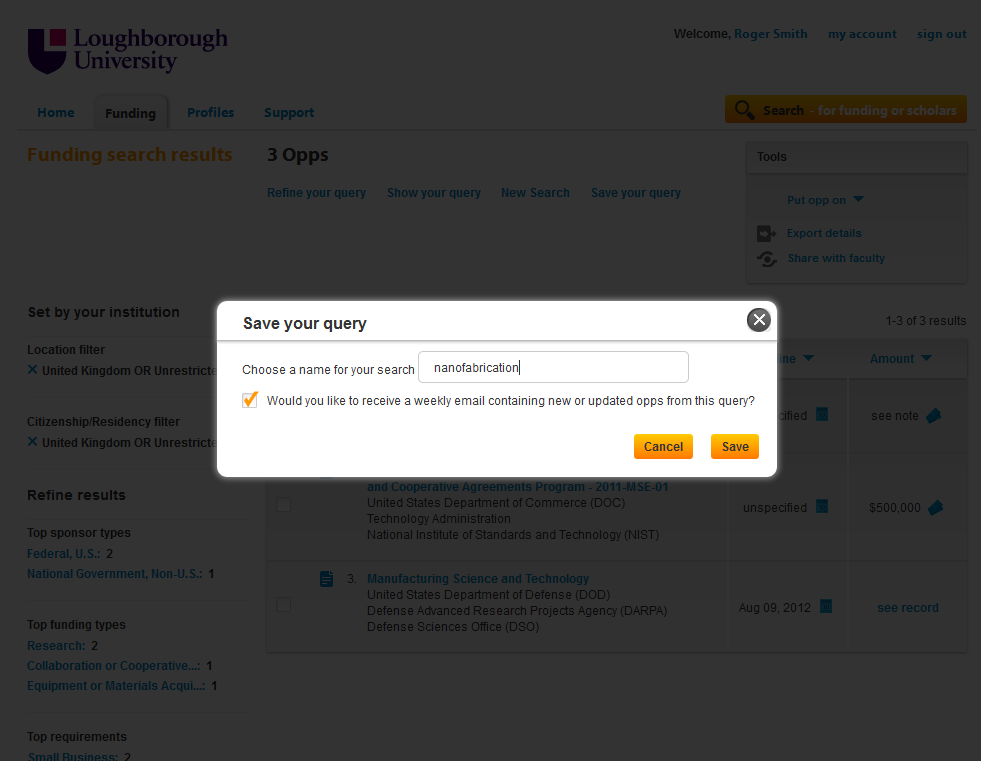 Loughborough
University
Welcome, Roger Smith my account sign out
Home Funding Profiles Support
Search - for funding or scholars
Funding search results
3 Opps
Refine your query Show your query New Search Save your query
Tools
Put opp on
Export details
Share with faculty
Save your query
Choose a name for your search nanofabrication
Would you like to receive a weekly email containing new or updated opps from this query?
Cancel Save
Set by your institution
Location filter
United Kingdom OR Unrestricte
Citizenship/Residency filter
United Kingdom OR Unrestricte
Refine results
Top sponsor types
Federal, U.S.: 2
National Government, Non-U.S.: 1
Top funding types
Research: 2
Collaboration or Cooperative...: 1
Equipment or Materials Acqui...: 1
Top requirements
Small Business: 2
1-3 of 3 results
Amount
see note
and Cooperative Agreements Program - 2011-MSE-01
United States Department of Commerce (DOC)
Technology Administration
National Institute of Standards and Technology (NIST)
unspecified
$500,000
3. Manufacturing Science and Technology
United States Department of Defense (DOD)
Defense Advanced Research Projects Agency (DARPA)
Defense Sciences Office (DSO)
Aug 09, 2012
see record